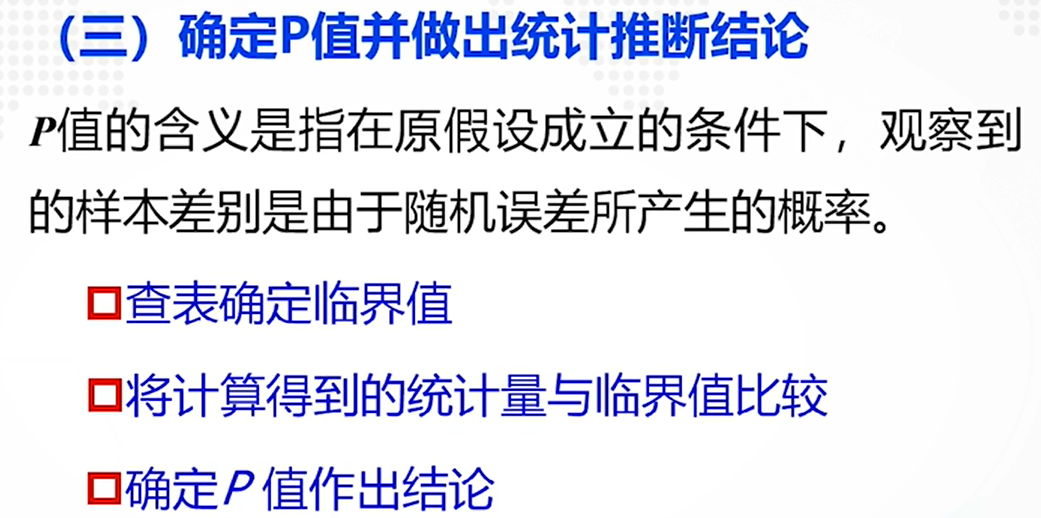 （三）确定P值并做出统计推断结论
P值的含义是指在原假设成立的条件下，观察到
的样本差别是由于随机误差所产生的概率。
查表确定临界值
将计算得到的统计量与临界值比较
确定P值作出结论